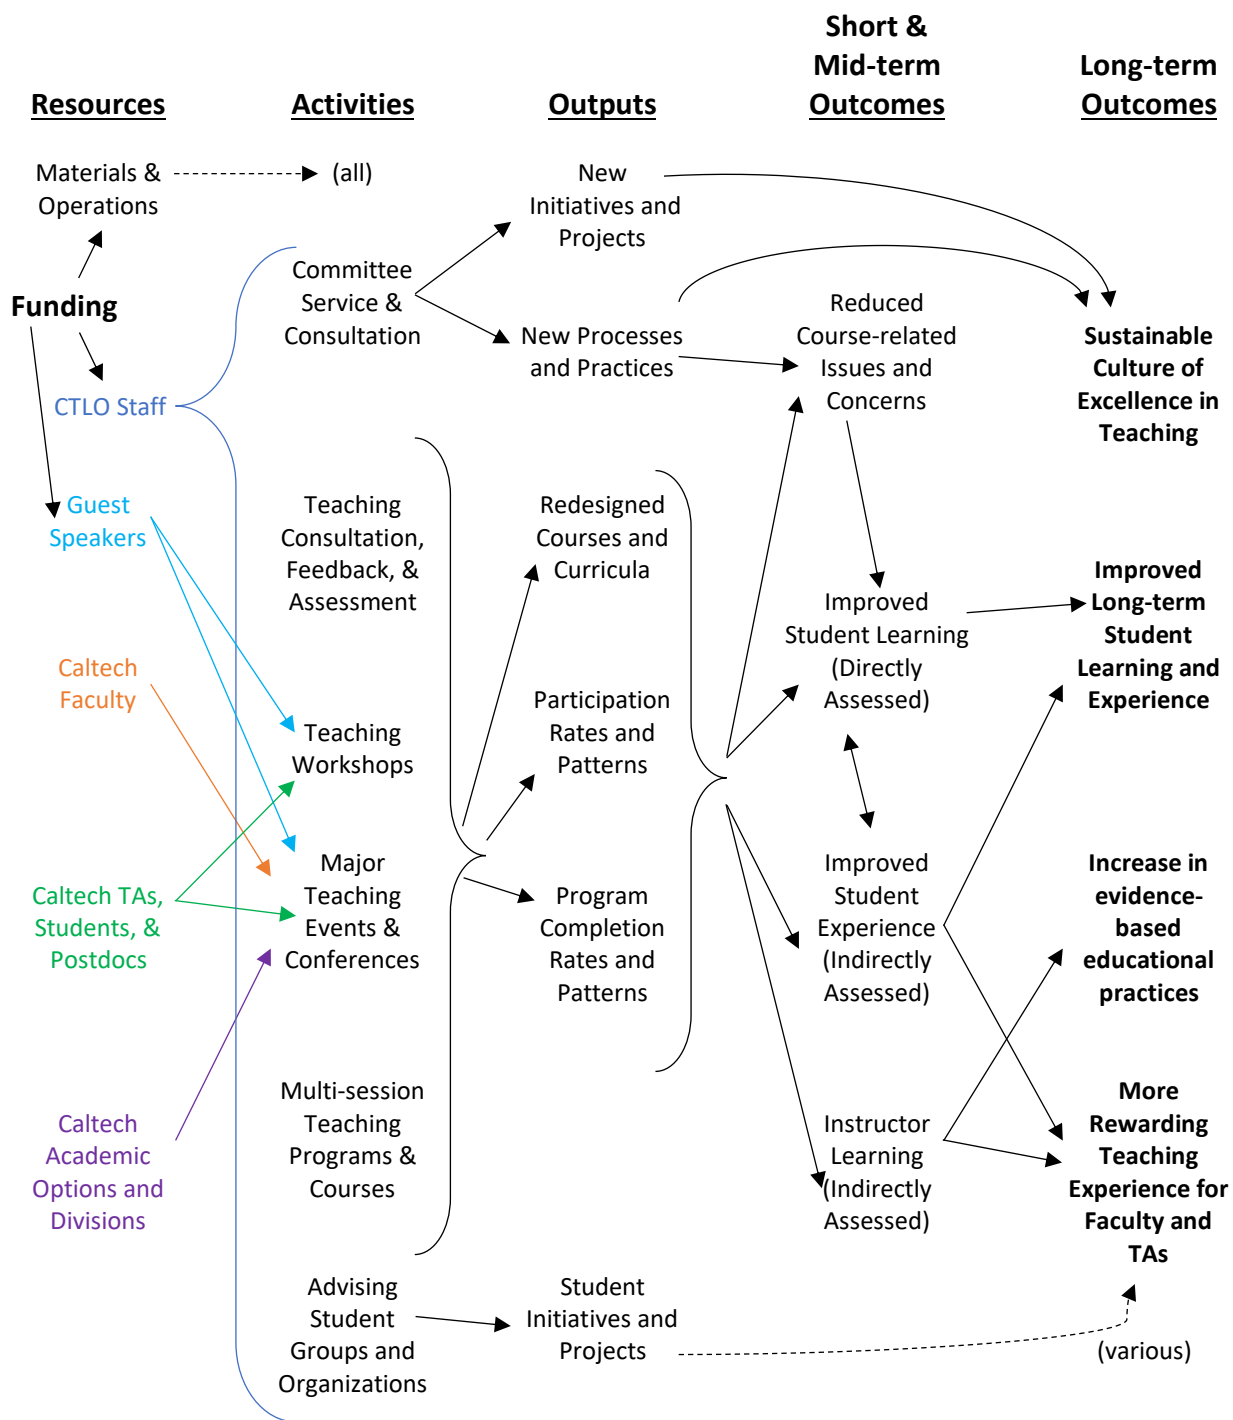 Resources
Activities
Outputs
Short &
Mid-term
Outcomes
Long-term
Outcomes
Materials &
Operations
Funding
CTLO Staff
Guest
Speakers
Caltech
Faculty
Caltech TAs,
Students, &
Postdocs
Caltech
Academic
Options and
Divisions
(all)
Committee
Service &
Consultation
Teaching
Consultation,
Feedback, &
Assessment
Teaching
Workshops
Major
Teaching
Events &
Conferences
Multi-session
Teaching
Programs &
Courses
Advising
Student
Groups and
Organizations
New
Initiatives and
Projects
New Processes
and Practices
Redesigned
Courses and
Curricula
Participation
Rates and
Patterns
Program
Completion
Rates and
Patterns
Student
Initiatives and
Projects
Reduced
Course-related
Issues and
Concerns
Improved
Student Learning
(Directly
Assessed)
Improved
Student
Experience
(Indirectly
Assessed)
Instructor
Learning
(Indirectly
Assessed)
Sustainable
Culture of
Excellence in
Teaching
Improved
Long-term
Student
Learning and
Experience
Increase in
evidence-
based
educational
practices
More
Rewarding
Teaching
Experience for
Faculty and
TAs
(various)